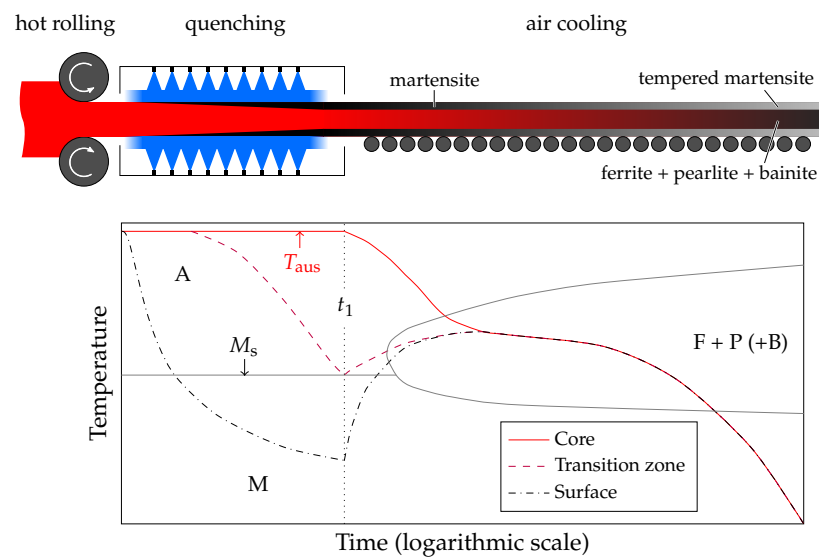 hot rolling quenching air cooling
martensite tempered martensite
ferrite + pearlite + bainite
A
T_aus
t_1
M_s
F + P (+B)
M
Core
Transition zone
Surface
Temperature
Time (logarithmic scale)